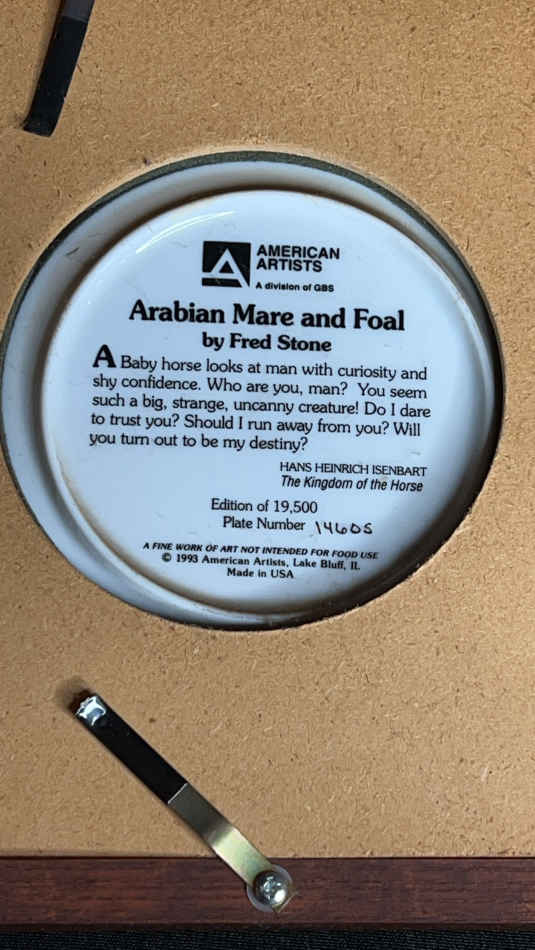 AMERICAN
ARTISTS
A division of GBS
Arabian Mare and Foal
by Fred Stone
A Baby horse looks at man with curiosity and
shy confidence. Who are you, man? You seem
such a big, strange, uncanny creature! Do I dare
to trust you? Should I run away from you? Will
you turn out to be my destiny?
HANS HEINRICH ISENBART
The Kingdom of the Horse
Edition of 19,500
Plate Number 14605
A FINE WORK OF ART NOT INTENDED FOR FOOD USE
© 1993 American Artists, Lake Bluff, IL
Made in USA